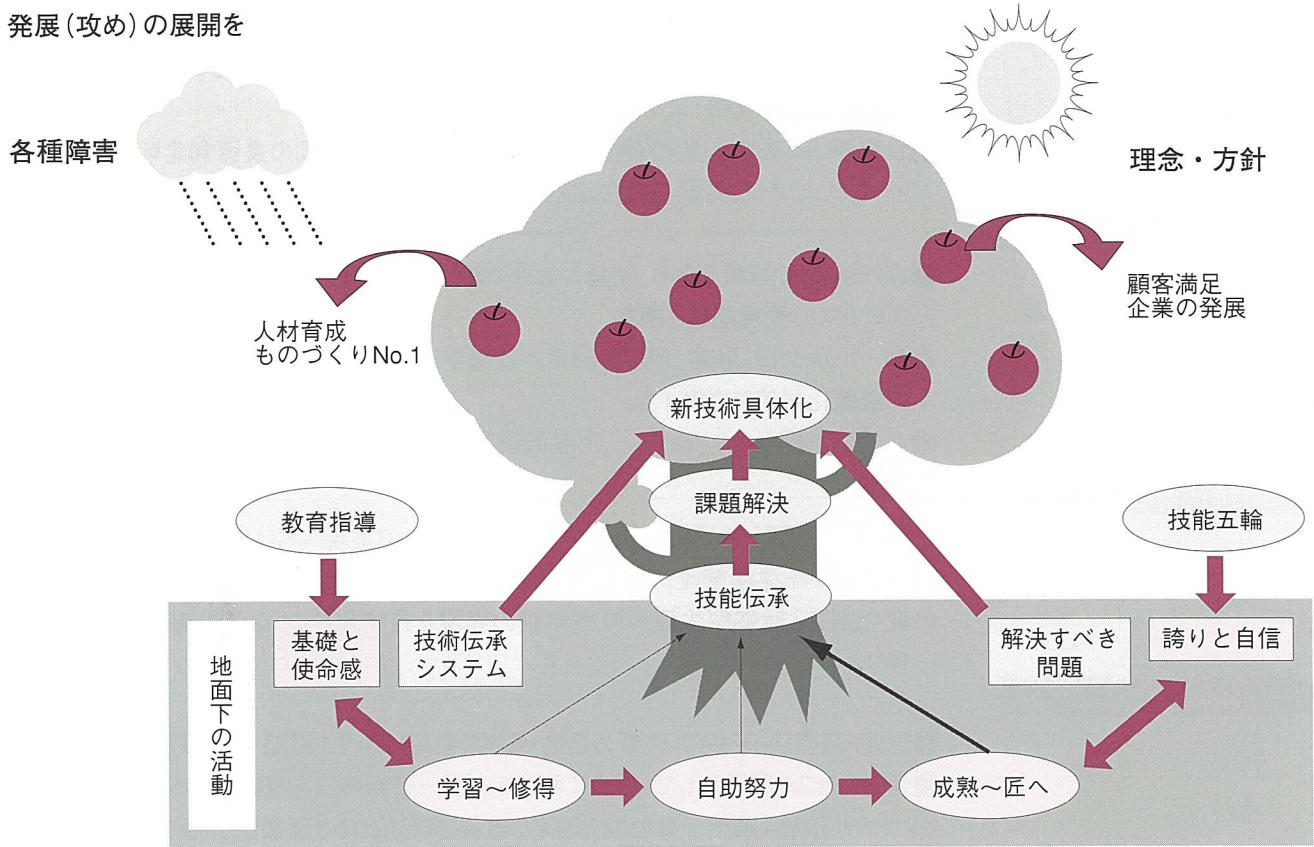 発展（攻め）の展開を
各種障害
理念・方針
顧客満足
企業の発展
人材育成
ものづくりNo.1
新技術具体化
課題解決
技能伝承
教育指導
技能五輪
地面下の活動
基礎と
使命感
技術伝承
システム
解決すべき
問題
誇りと自信
学習～修得
自助努力
成熟～匠へ